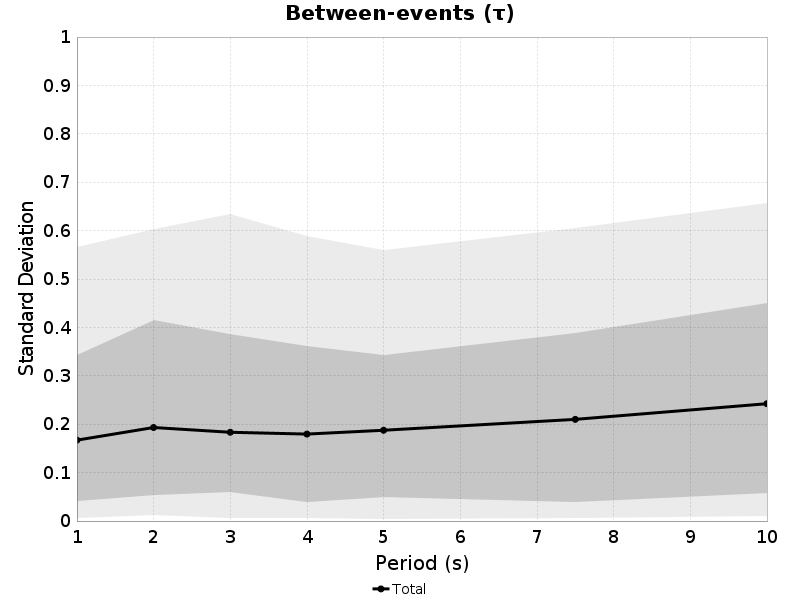 Between-events (τ)
1
0.9
0.8
0.7
0.6
0.5
0.4
0.3
0.2
0.1
0
Standard Deviation
1 2 3 4 5 6 7 8 9 10
Period (s)
Total